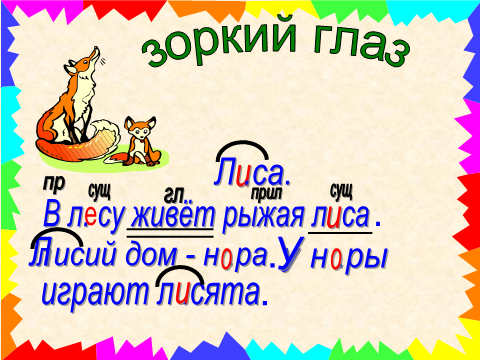 зоркий глаз
Лиса.
пр сущ гл. прил сущ
В лесу живёт рыжая лиса .
Лисий дом - нора.У норы
играют лисята.